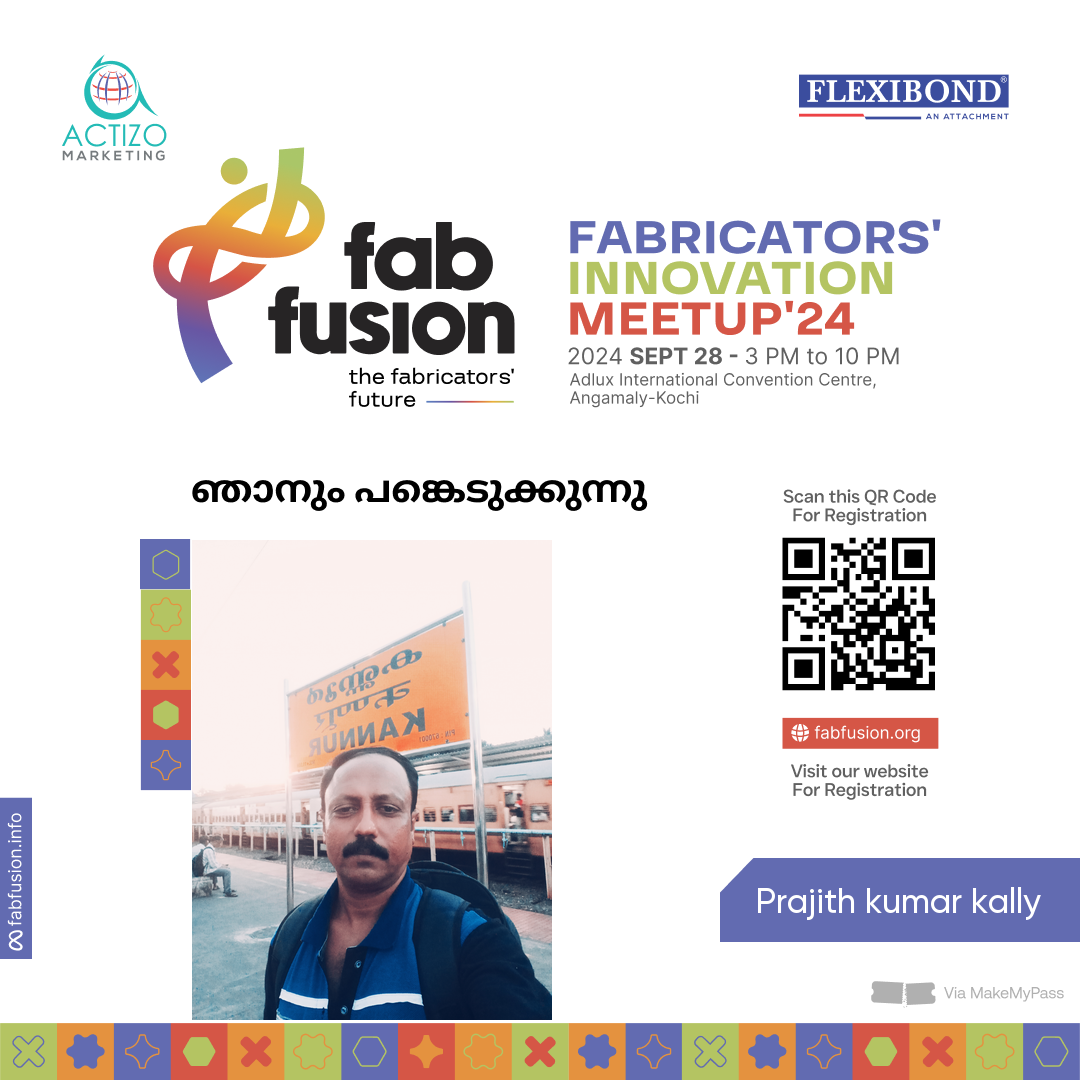 ACTIZO
MARKETING
FLEXIBOND®
AN ATTACHMENT
fab
fusion
the fabricators'
future
FABRICATORS'
INNOVATION
MEETUP'24
2024 SEPT 28 - 3 PM to 10 PM
Adlux International Convention Centre,
Angamaly-Kochi
ഞാനും പങ്കെടുക്കുന്നു
Scan this QR Code
For Registration
fabfusion.org
Visit our website
For Registration
KANNUR
fabfusion.info
Prajith kumar kally
Via MakeMyPass